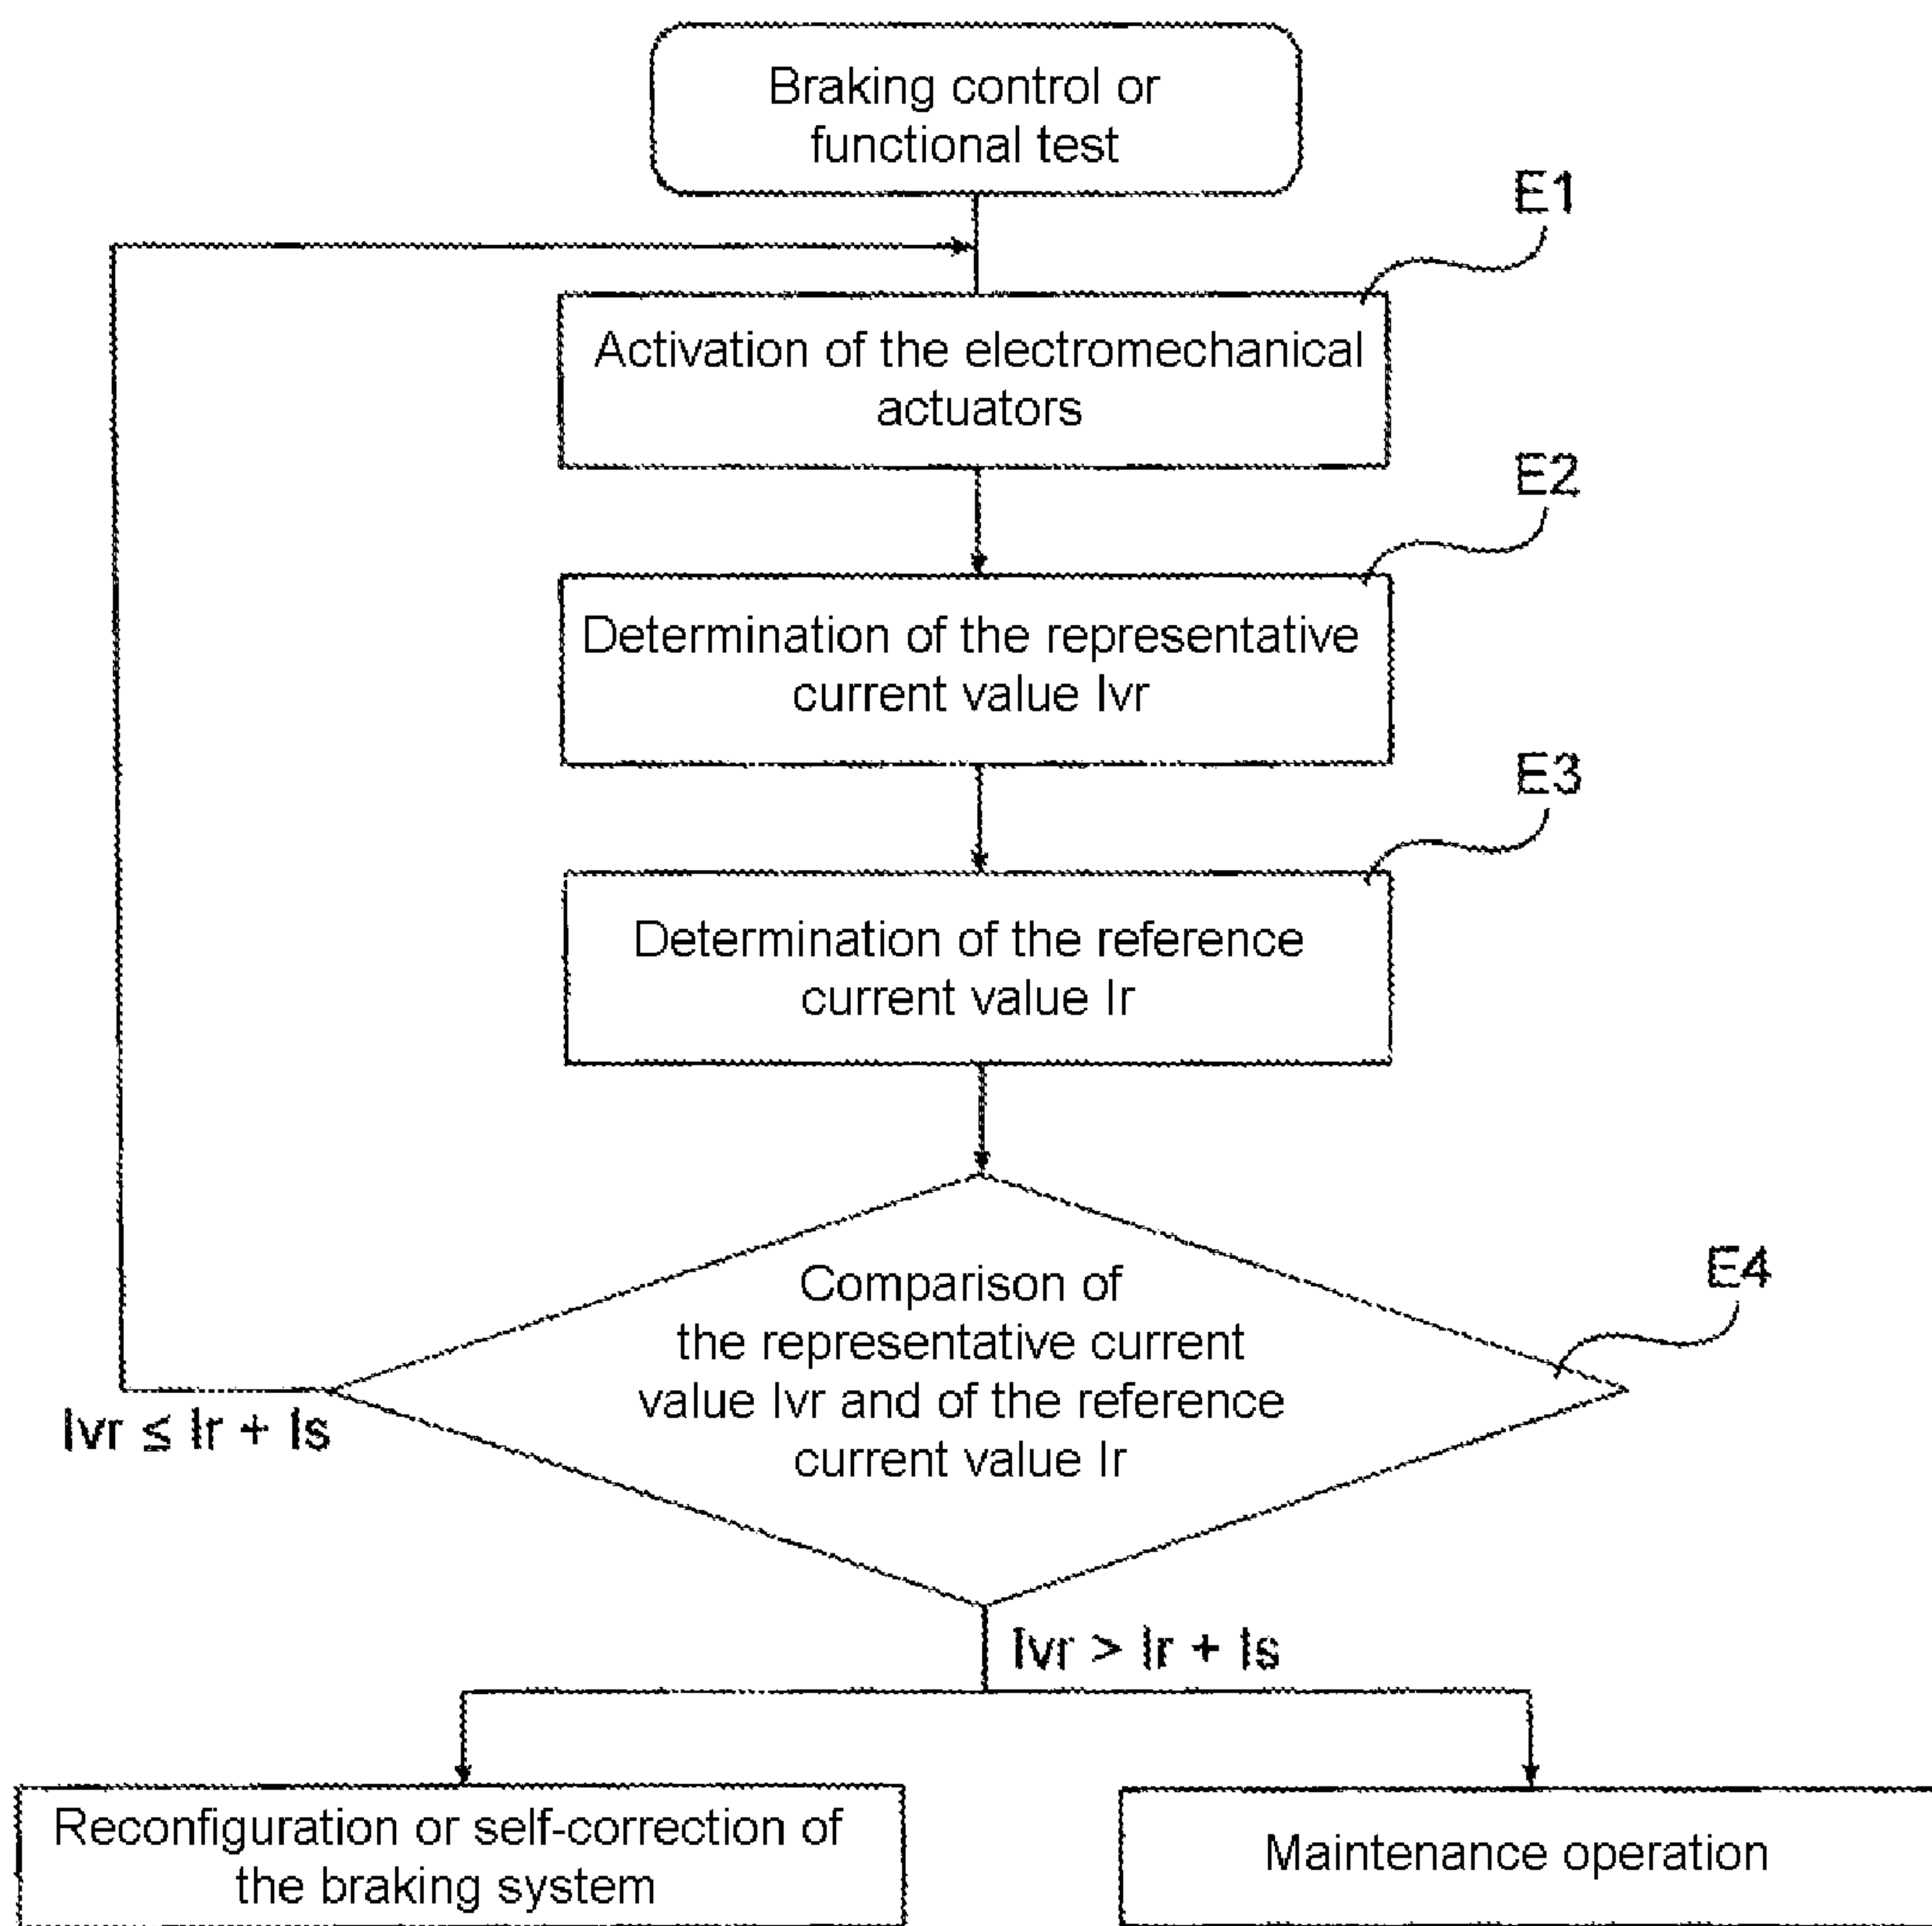 Braking control or
functional test
E1
Activation of the electromechanical
actuators
E2
Determination of the representative
current value Ivr
E3
Determination of the reference
current value Ir
E4
Comparison of
the representative current
value Ivr and of the reference
current value Ir
Ivr ≤ Ir + Is
Ivr > Ir + Is
Reconfiguration or self-correction of
the braking system
Maintenance operation